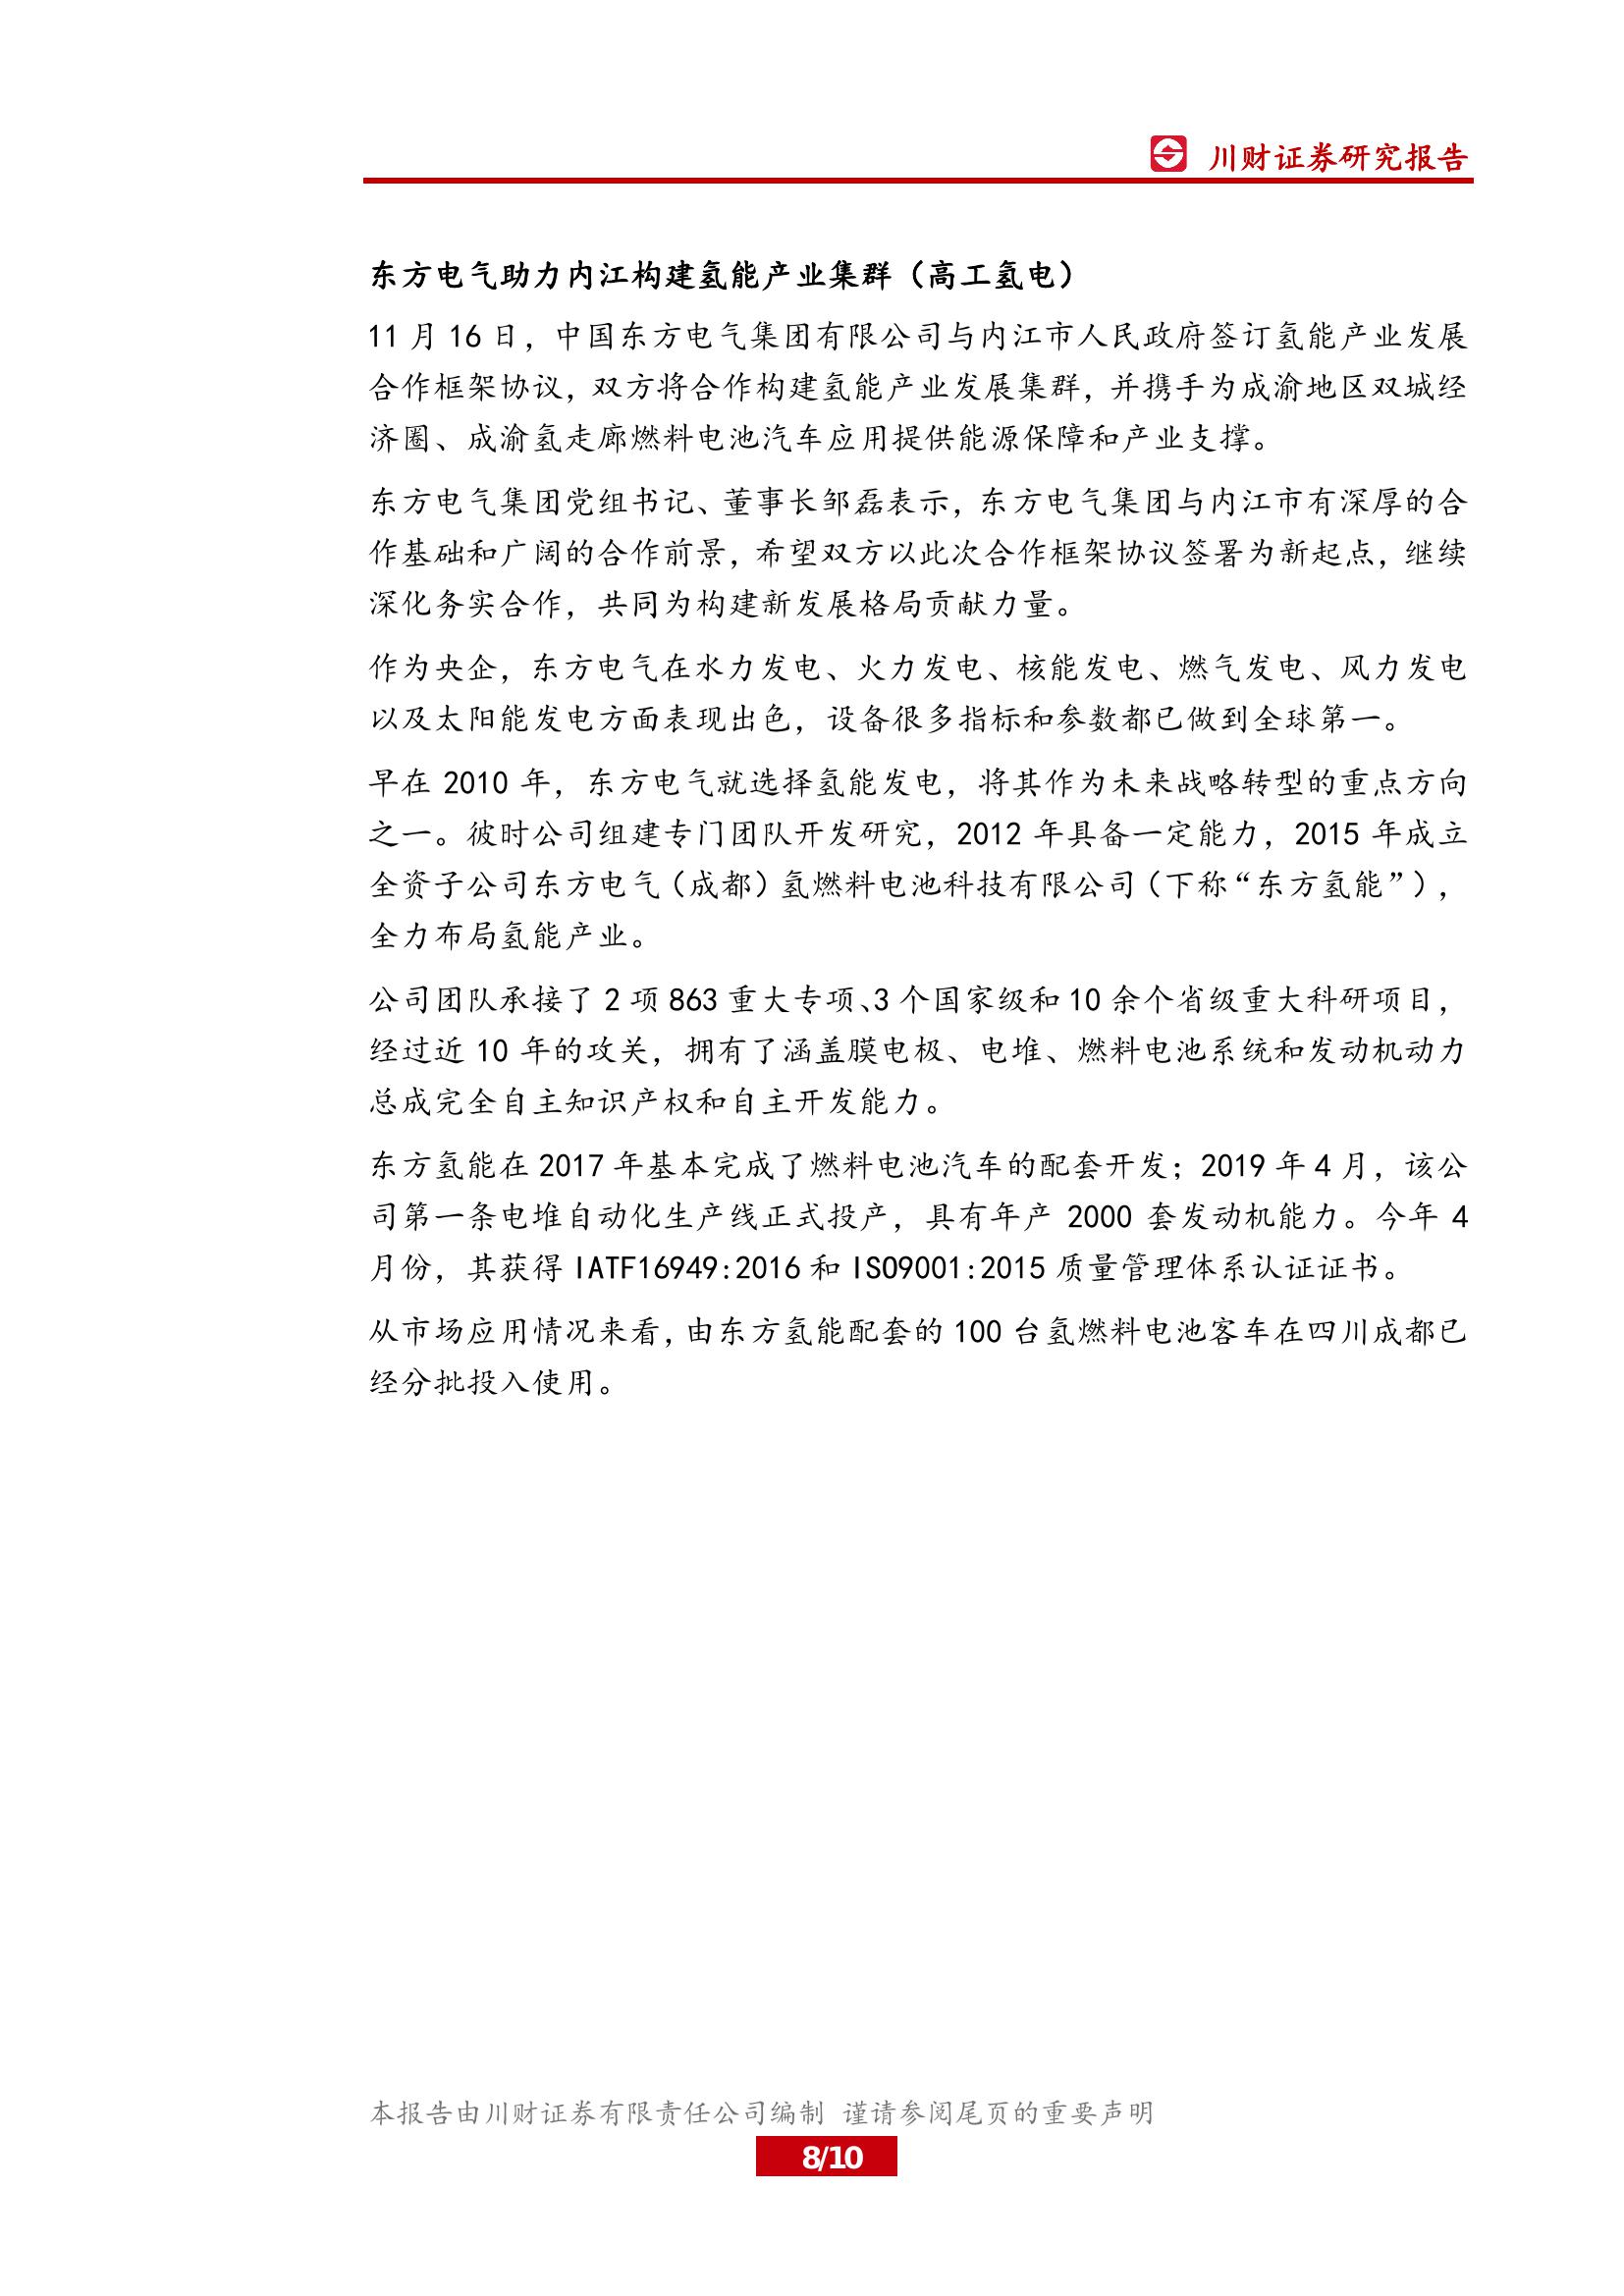 川财证券研究报告
东方电气助力内江构建氢能产业集群（高工氢电）
11 月 16 日，中国东方电气集团有限公司与内江市人民政府签订氢能产业发展
合作框架协议，双方将合作构建氢能产业发展集群，并携手为成渝地区双城经
济圈、成渝氢走廊燃料电池汽车应用提供能源保障和产业支撑。
东方电气集团党组书记、董事长邹磊表示，东方电气集团与内江市有深厚的合
作基础和广阔的合作前景，希望双方以此次合作框架协议签署为新起点，继续
深化务实合作，共同为构建新发展格局贡献力量。
作为央企，东方电气在水力发电、火力发电、核能发电、燃气发电、风力发电
以及太阳能发电方面表现出色，设备很多指标和参数都已做到全球第一。
早在 2010 年，东方电气就选择氢能发电，将其作为未来战略转型的重点方向
之一。彼时公司组建专门团队开发研究，2012 年具备一定能力，2015 年成立
全资子公司东方电气（成都）氢燃料电池科技有限公司（下称“东方氢能”），
全力布局氢能产业。
公司团队承接了 2 项 863 重大专项、3 个国家级和 10 余个省级重大科研项目，
经过近 10 年的攻关，拥有了涵盖膜电极、电堆、燃料电池系统和发动机动力
总成完全自主知识产权和自主开发能力。
东方氢能在 2017 年基本完成了燃料电池汽车的配套开发；2019 年 4 月，该公
司第一条电堆自动化生产线正式投产，具有年产 2000 套发动机能力。今年 4
月份，其获得 IATF16949:2016 和 ISO9001:2015 质量管理体系认证证书。
从市场应用情况来看，由东方氢能配套的 100 台氢燃料电池客车在四川成都已
经分批投入使用。
本报告由川财证券有限责任公司编制 谨请参阅尾页的重要声明
8/10